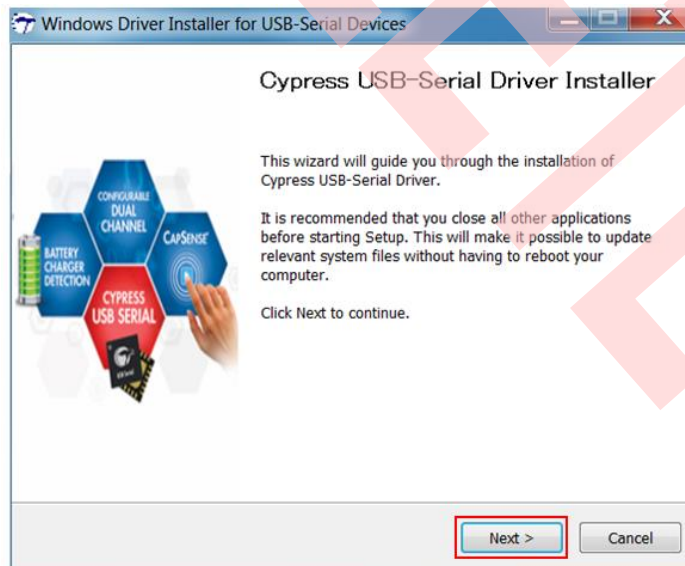 Windows Driver Installer for USB-Serial Devices
Cypress USB-Serial Driver Installer
This wizard will guide you through the installation of
Cypress USB-Serial Driver.
It is recommended that you close all other applications
before starting Setup. This will make it possible to update
relevant system files without having to reboot your
computer.
Click Next to continue.
CONFIGURABLE
DUAL
CHANNEL
CAPSENSE
BATTERY
CHARGER
DETECTION
CYPRESS
USB SERIAL
Next >
Cancel